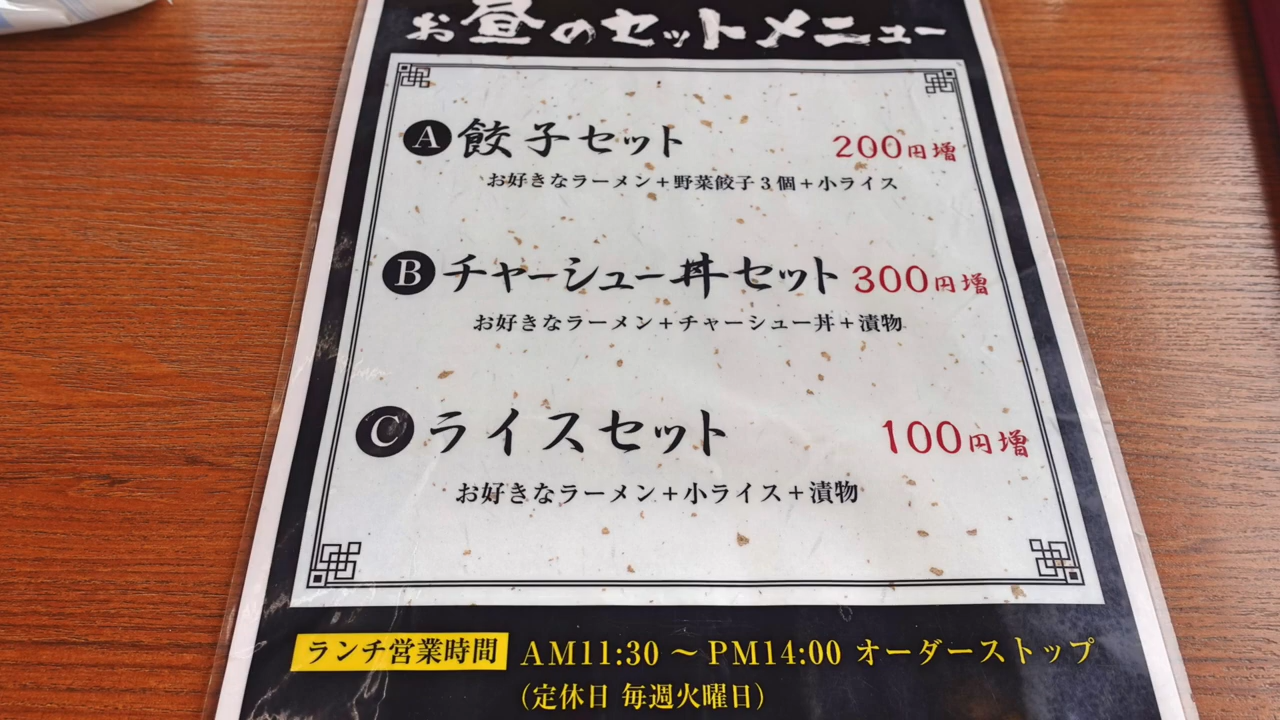 お昼のセットメニュー
A 餃子セット 200円増
お好きなラーメン+野菜餃子3個+小ライス
B チャーシュー丼セット 300円増
お好きなラーメン+チャーシュー丼+漬物
C ライスセット 100円増
お好きなラーメン+小ライス+漬物
ランチ営業時間 AM11:30 ～ PM14:00 オーダーストップ
(定休日 毎週火曜日)